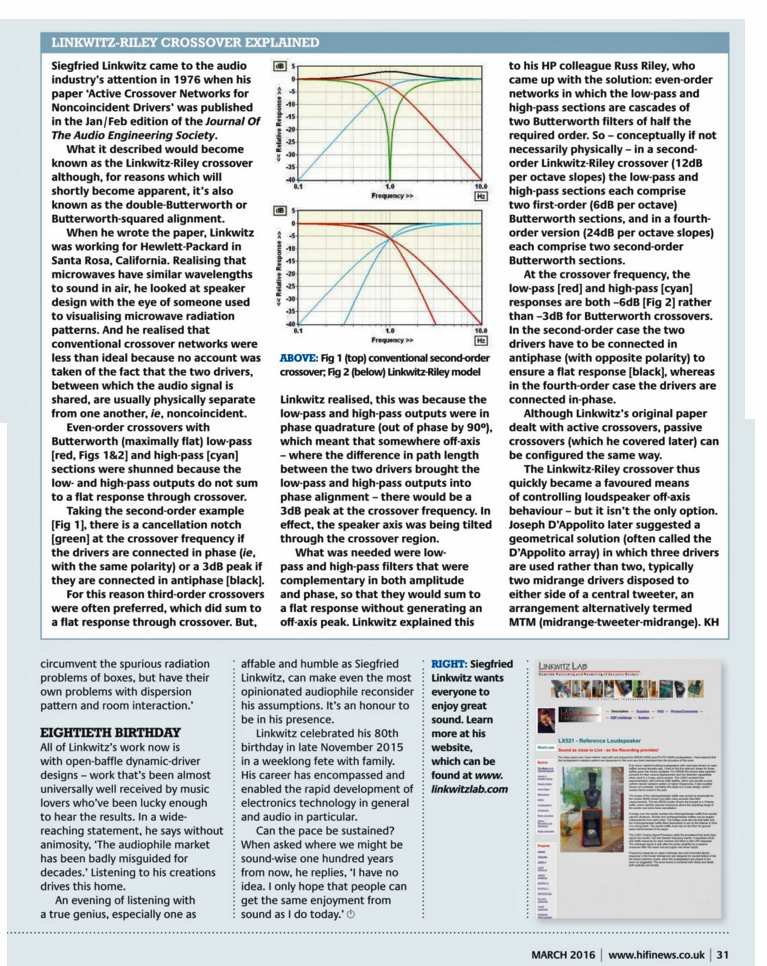 LINKWITZ-RILEY CROSSOVER EXPLAINED
Siegfried Linkwitz came to the audio
industry's attention in 1976 when his
paper 'Active Crossover Networks for
Noncoincident Drivers' was published
in the Jan/Feb edition of the Journal Of
The Audio Engineering Society.
What it described would become
known as the Linkwitz-Riley crossover
although, for reasons which will
shortly become apparent, it's also
known as the double-Butterworth or
Butterworth-squared alignment.
When he wrote the paper, Linkwitz
was working for Hewlett-Packard in
Santa Rosa, California. Realising that
microwaves have similar wavelengths
to sound in air, he looked at speaker
design with the eye of someone used
to visualising microwave radiation
patterns. And he realised that
conventional crossover networks were
less than ideal because no account was
taken of the fact that the two drivers,
between which the audio signal is
shared, are usually physically separate
from one another, ie, noncoincident.
Even-order crossovers with
Butterworth (maximally flat) low-pass
[red, Figs 1&2] and high-pass [cyan]
sections were shunned because the
low- and high-pass outputs do not sum
to a flat response through crossover.
Taking the second-order example
[Fig 1], there is a cancellation notch
[green] at the crossover frequency if
the drivers are connected in phase (ie,
with the same polarity) or a 3dB peak if
they are connected in antiphase [black].
For this reason third-order crossovers
were often preferred, which did sum to
a flat response through crossover. But,
dB
5
0
-5
-10
-15
-20
-25
-30
-35
-40
<< Relative Response >>
0.1
1.0
10.0
Frequency >>
Hz
dB
5
0
-5
-10
-15
-20
-25
-30
-35
-40
<< Relative Response >>
0.1
1.0
10.0
Frequency >>
Hz
ABOVE: Fig 1 (top) conventional second-order
crossover; Fig 2 (below) Linkwitz-Riley model
Linkwitz realised, this was because the
low-pass and high-pass outputs were in
phase quadrature (out of phase by 90º),
which meant that somewhere off-axis
– where the difference in path length
between the two drivers brought the
low-pass and high-pass outputs into
phase alignment – there would be a
3dB peak at the crossover frequency. In
effect, the speaker axis was being tilted
through the crossover region.
What was needed were low-
pass and high-pass filters that were
complementary in both amplitude
and phase, so that they would sum to
a flat response without generating an
off-axis peak. Linkwitz explained this
to his HP colleague Russ Riley, who
came up with the solution: even-order
networks in which the low-pass and
high-pass sections are cascades of
two Butterworth filters of half the
required order. So – conceptually if not
necessarily physically – in a second-
order Linkwitz-Riley crossover (12dB
per octave slopes) the low-pass and
high-pass sections each comprise
two first-order (6dB per octave)
Butterworth sections, and in a fourth-
order version (24dB per octave slopes)
each comprise two second-order
Butterworth sections.
At the crossover frequency, the
low-pass [red] and high-pass [cyan]
responses are both –6dB [Fig 2] rather
than –3dB for Butterworth crossovers.
In the second-order case the two
drivers have to be connected in
antiphase (with opposite polarity) to
ensure a flat response [black], whereas
in the fourth-order case the drivers are
connected in-phase.
Although Linkwitz's original paper
dealt with active crossovers, passive
crossovers (which he covered later) can
be configured the same way.
The Linkwitz-Riley crossover thus
quickly became a favoured means
of controlling loudspeaker off-axis
behaviour – but it isn't the only option.
Joseph D'Appolito later suggested a
geometrical solution (often called the
D'Appolito array) in which three drivers
are used rather than two, typically
two midrange drivers disposed to
either side of a central tweeter, an
arrangement alternatively termed
MTM (midrange-tweeter-midrange). KH
circumvent the spurious radiation
problems of boxes, but have their
own problems with dispersion
pattern and room interaction.'
EIGHTIETH BIRTHDAY
All of Linkwitz's work now is
with open-baffle dynamic-driver
designs – work that's been almost
universally well received by music
lovers who've been lucky enough
to hear the results. In a wide-
reaching statement, he says without
animosity, 'The audiophile market
has been badly misguided for
decades.' Listening to his creations
drives this home.
An evening of listening with
a true genius, especially one as
affable and humble as Siegfried
Linkwitz, can make even the most
opinionated audiophile reconsider
his assumptions. It's an honour to
be in his presence.
Linkwitz celebrated his 80th
birthday in late November 2015
in a weeklong fete with family.
His career has encompassed and
enabled the rapid development of
electronics technology in general
and audio in particular.
Can the pace be sustained?
When asked where we might be
sound-wise one hundred years
from now, he replies, 'I have no
idea. I only hope that people can
get the same enjoyment from
sound as I do today.'
RIGHT: Siegfried
Linkwitz wants
everyone to
enjoy great
sound. Learn
more at his
website,
which can be
found at www.
linkwitzlab.com
LINKWITZ LAB
LX521 - Reference Loudspeaker
Sound as close to Live - as the Recording provides!
MARCH 2016 | www.hifinews.co.uk | 31